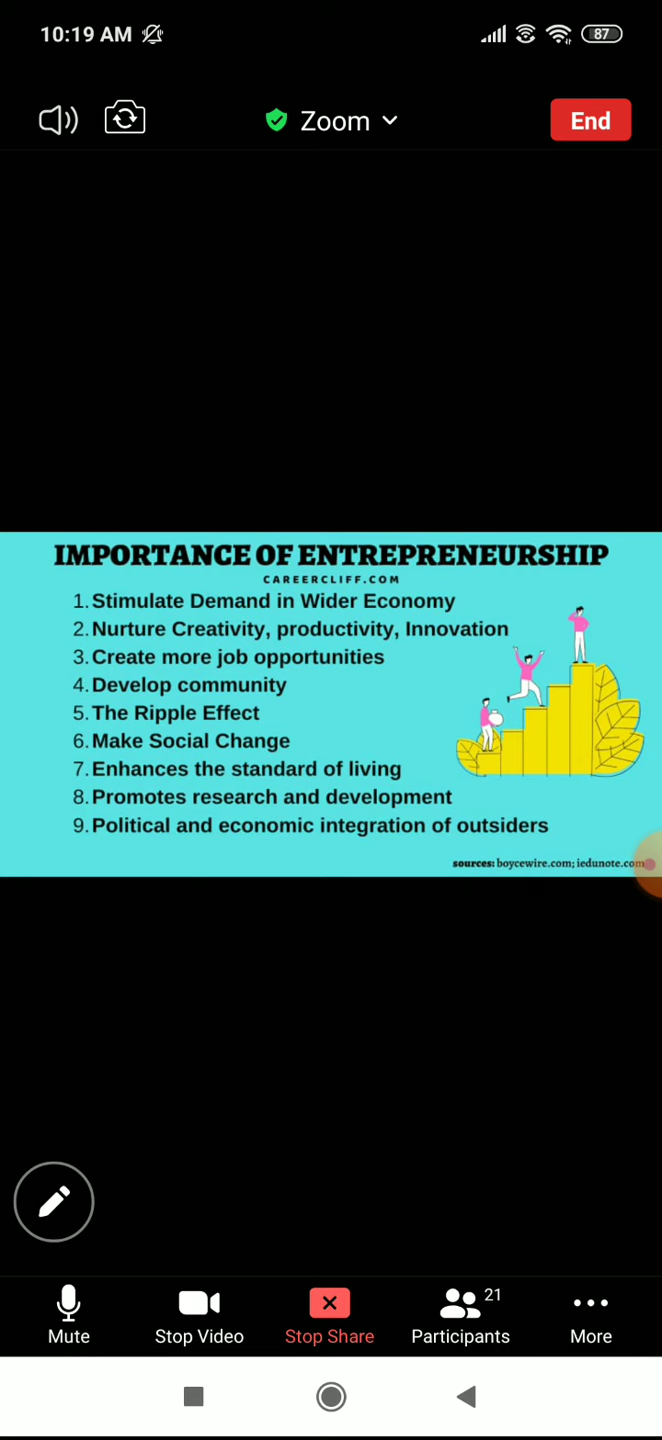 10:19 AM
87
Zoom
End
IMPORTANCE OF ENTREPRENEURSHIP
CAREERCLIFF.COM
1. Stimulate Demand in Wider Economy
2. Nurture Creativity, productivity, Innovation
3. Create more job opportunities
4. Develop community
5. The Ripple Effect
6. Make Social Change
7. Enhances the standard of living
8. Promotes research and development
9. Political and economic integration of outsiders
sources: boycewire.com; iedunote.com
21
Mute Stop Video Stop Share Participants More